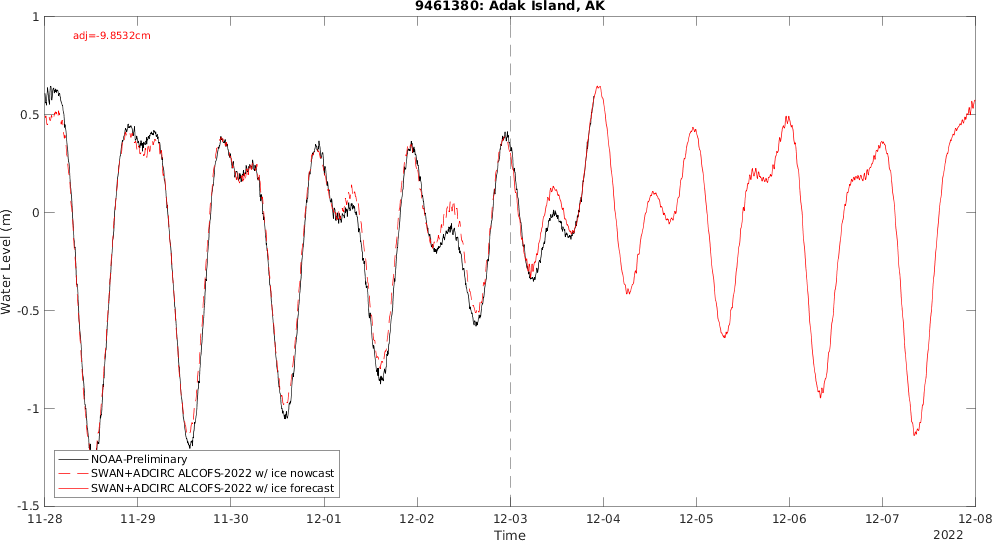 9461380: Adak Island, AK
adj=-9.8532cm
Water Level (m)
1
0.5
0
-0.5
-1
-1.5
NOAA-Preliminary
SWAN+ADCIRC ALCOFS-2022 w/ ice nowcast
SWAN+ADCIRC ALCOFS-2022 w/ ice forecast
11-28 11-29 11-30 12-01 12-02 12-03 12-04 12-05 12-06 12-07 12-08
Time
2022